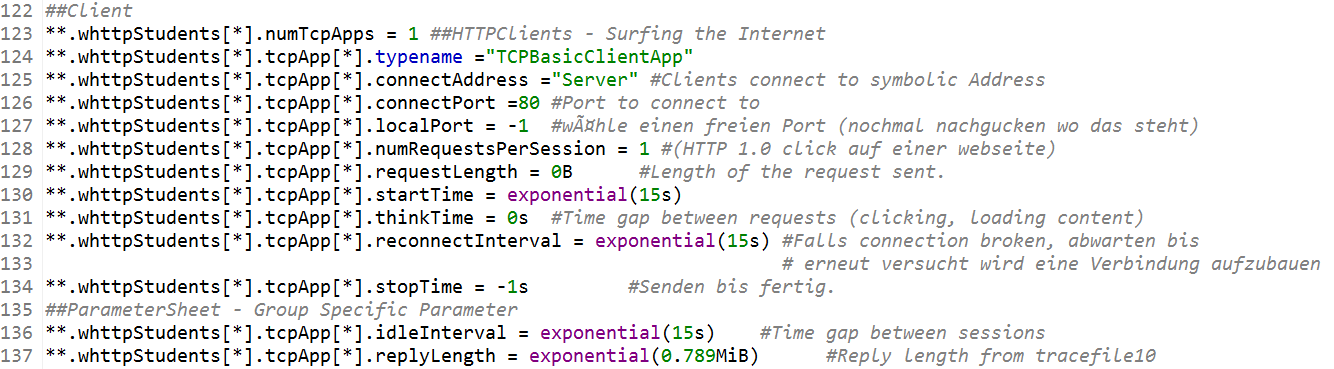 122 ##Client
123 **.whttpStudents[*].numTcpApps = 1 ##HTTPClients - Surfing the Internet
124 **.whttpStudents[*].tcpApp[*].typename ="TCPBasicClientApp"
125 **.whttpStudents[*].tcpApp[*].connectAddress ="Server" #Clients connect to symbolic Address
126 **.whttpStudents[*].tcpApp[*].connectPort =80 #Port to connect to
127 **.whttpStudents[*].tcpApp[*].localPort = -1  #wÃ¤hle einen freien Port (nochmal nachgucken wo das steht)
128 **.whttpStudents[*].tcpApp[*].numRequestsPerSession = 1 #(HTTP 1.0 click auf einer webseite)
129 **.whttpStudents[*].tcpApp[*].requestLength = 0B      #Length of the request sent.
130 **.whttpStudents[*].tcpApp[*].startTime = exponential(15s)
131 **.whttpStudents[*].tcpApp[*].thinkTime = 0s  #Time gap between requests (clicking, loading content)
132 **.whttpStudents[*].tcpApp[*].reconnectInterval = exponential(15s) #Falls connection broken, abwarten bis
133                                                                    # erneut versucht wird eine Verbindung aufzubauen
134 **.whttpStudents[*].tcpApp[*].stopTime = -1s         #Senden bis fertig.
135 ##ParameterSheet - Group Specific Parameter
136 **.whttpStudents[*].tcpApp[*].idleInterval = exponential(15s)    #Time gap between sessions
137 **.whttpStudents[*].tcpApp[*].replyLength = exponential(0.789MiB)      #Reply length from tracefile10